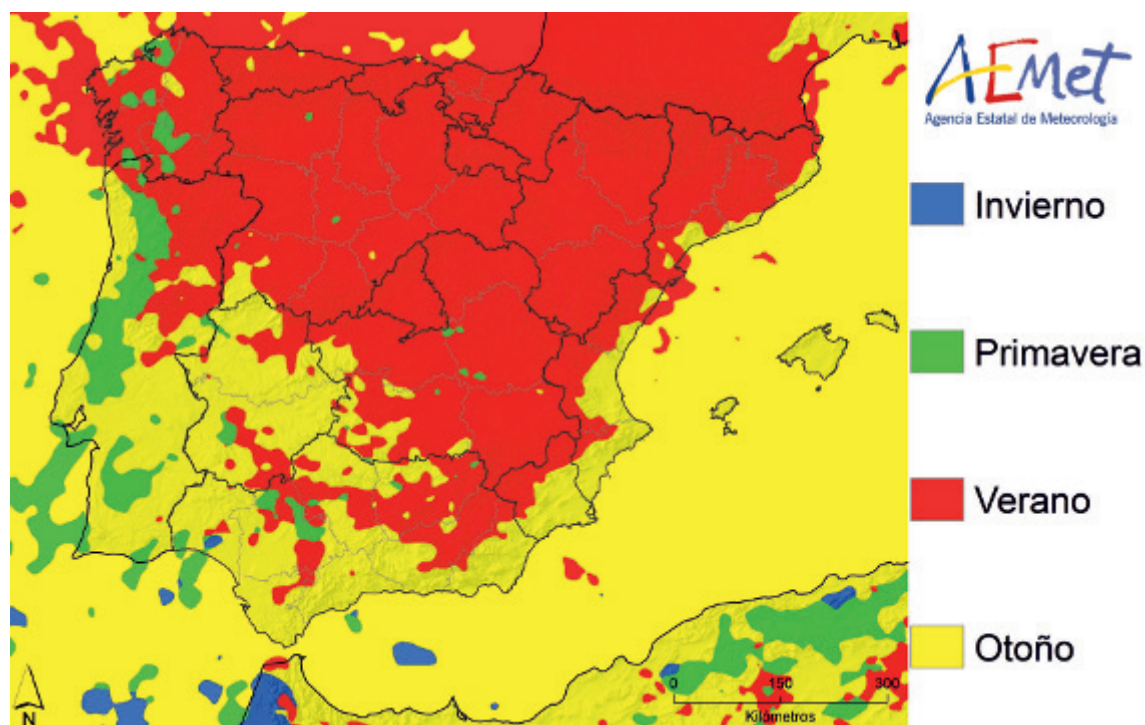 AEMet
Agencia Estatal de Meteorología
Invierno
Primavera
Verano
Otoño
0 150 300
Kilómetros
N